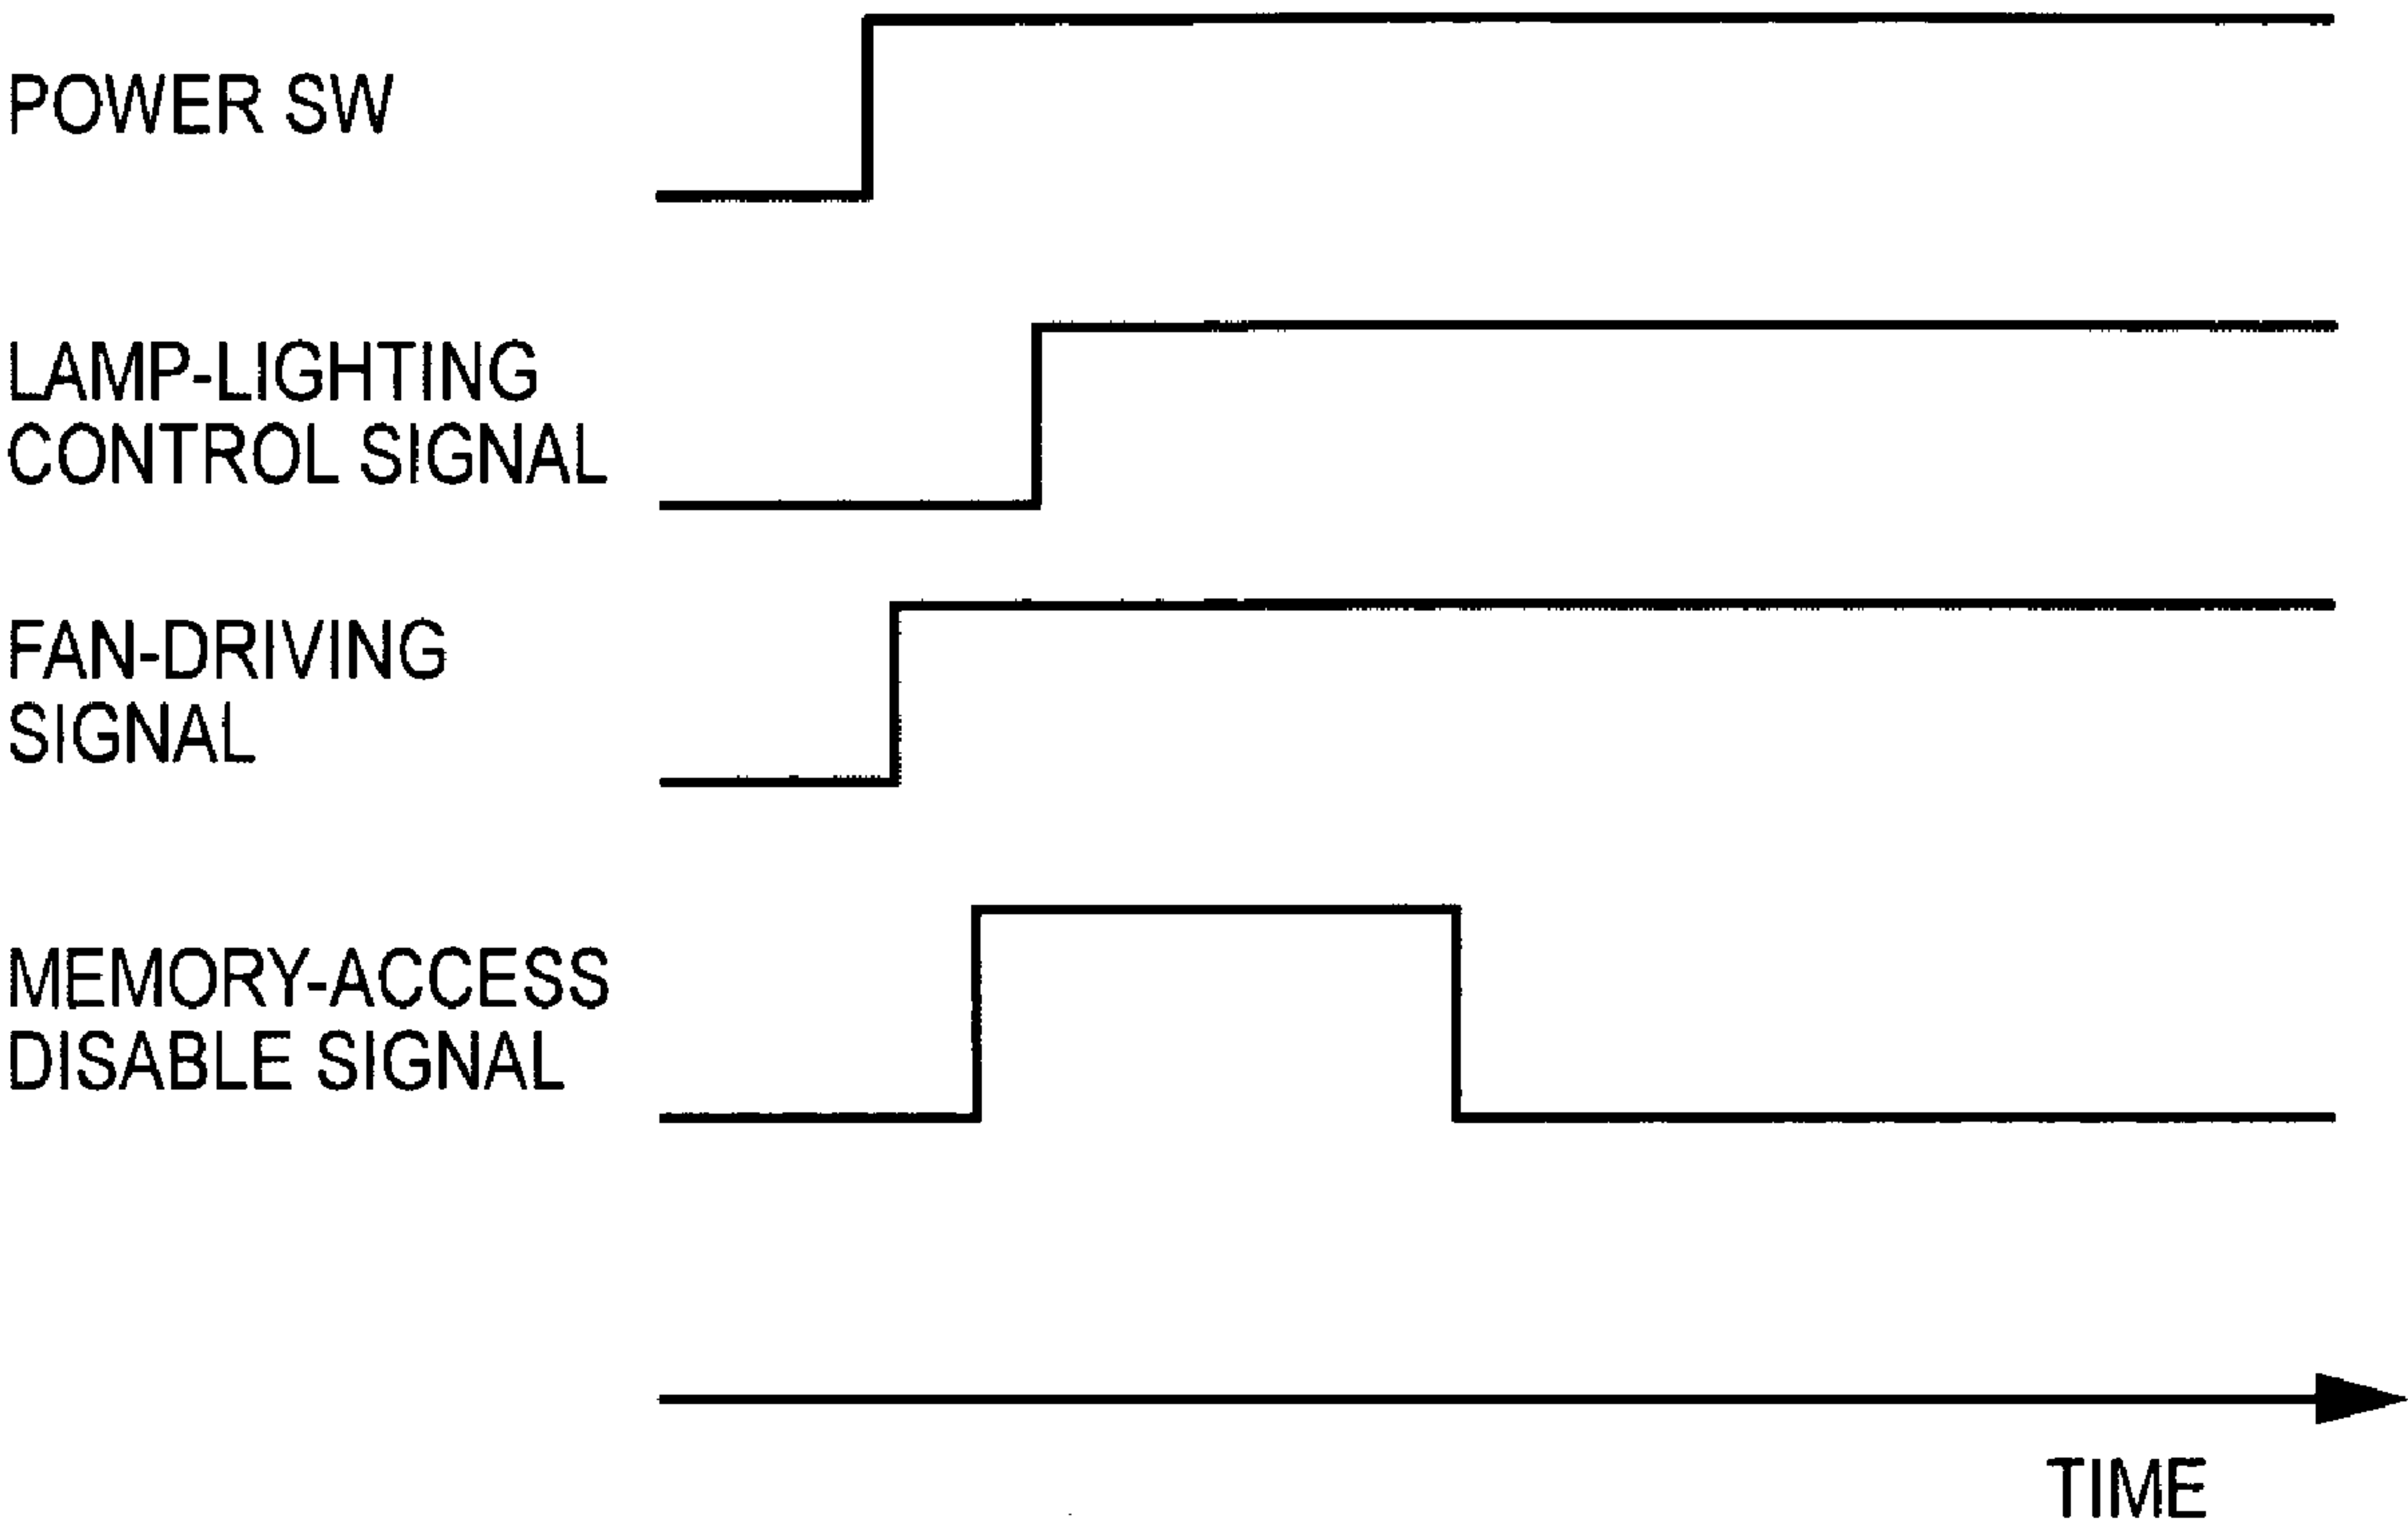 POWER SW
LAMP-LIGHTING
CONTROL SIGNAL
FAN-DRIVING
SIGNAL
MEMORY-ACCESS
DISABLE SIGNAL
TIME